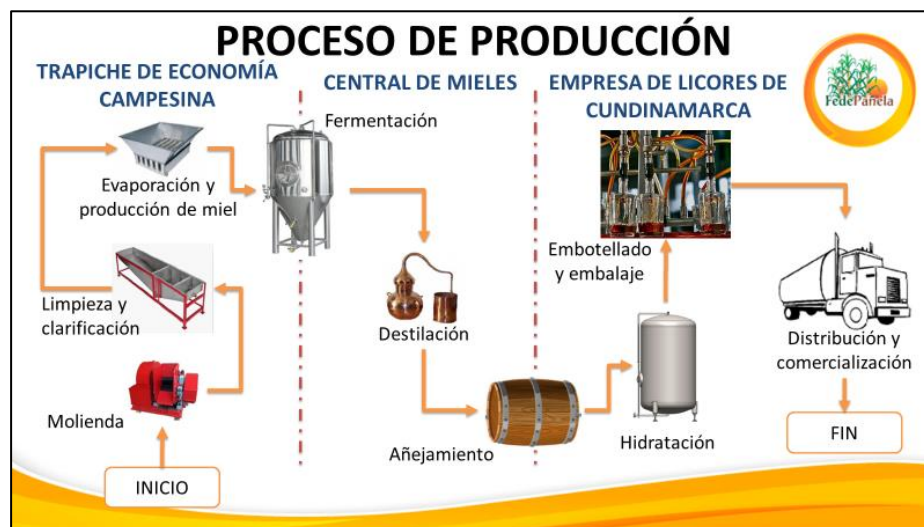 PROCESO DE PRODUCCIÓN
TRAPICHE DE ECONOMÍA
CAMPESINA
CENTRAL DE MIELES
EMPRESA DE LICORES DE
CUNDINAMARCA
FedePanela
Fermentación
Evaporación y
producción de miel
Embotellado
y embalaje
Limpieza y
clarificación
Destilación
Distribución y
comercialización
Molienda
Añejamiento
Hidratación
INICIO
FIN